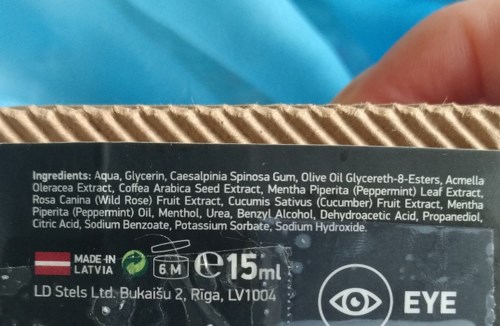 Ingredients: Aqua, Glycerin, Caesalpinia Spinosa Gum, Olive Oil Glycereth-8-Esters, Acmella
Oleracea Extract, Coffea Arabica Seed Extract, Mentha Piperita (Peppermint) Leaf Extract,
Rosa Canina (Wild Rose) Fruit Extract, Cucumis Sativus (Cucumber) Fruit Extract, Mentha
Piperita (Peppermint) Oil, Menthol, Urea, Benzyl Alcohol, Dehydroacetic Acid, Propanediol,
Citric Acid, Sodium Benzoate, Potassium Sorbate, Sodium Hydroxide.
MADE IN
LATVIA
6 M
℮ 15ml
LD Stels Ltd. Bukaišu 2, Rīga, LV1004
EYE